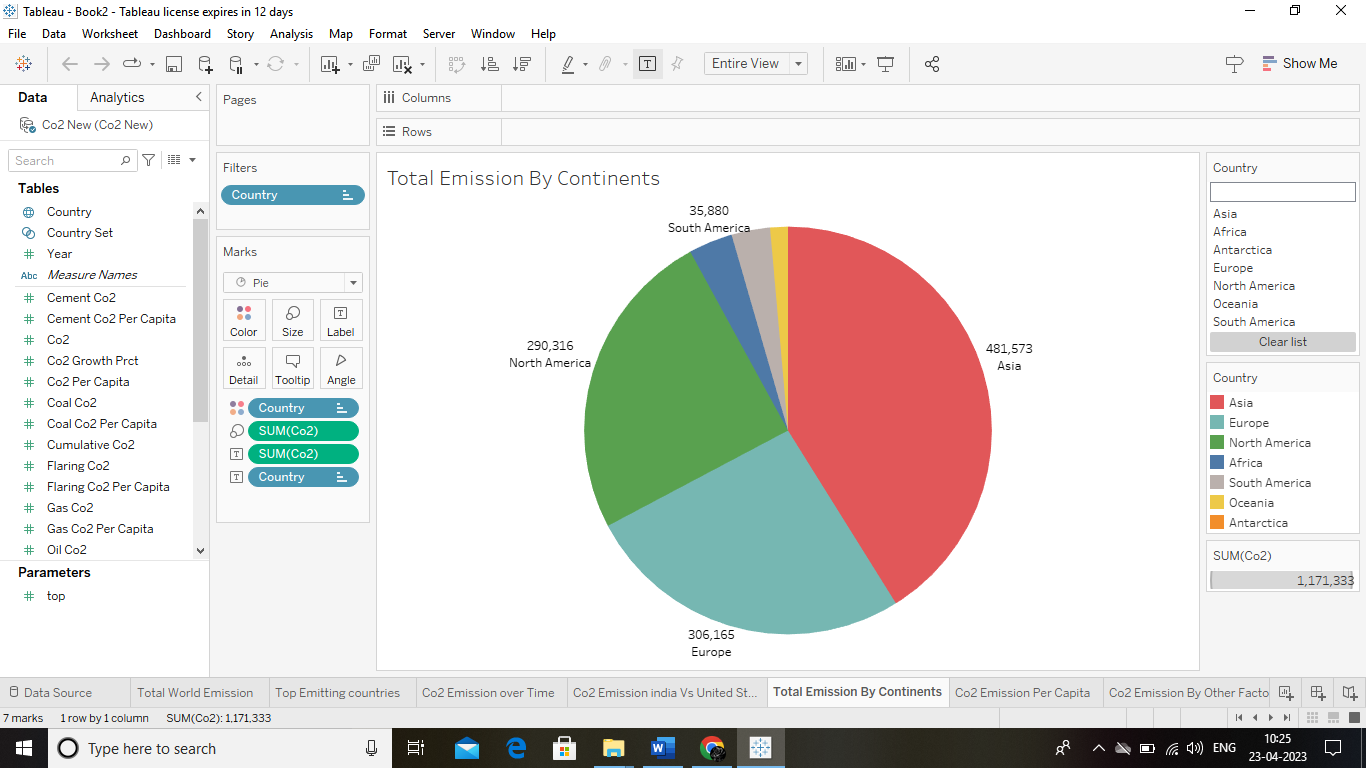 Tableau - Book2 - Tableau license expires in 12 days
File Data Worksheet Dashboard Story Analysis Map Format Server Window Help
Entire View
Show Me
Data Analytics
Co2 New (Co2 New)
Search
Tables
Country
Country Set
Year
Abc Measure Names
Cement Co2
Cement Co2 Per Capita
Co2
Co2 Growth Prct
Co2 Per Capita
Coal Co2
Coal Co2 Per Capita
Cumulative Co2
Flaring Co2
Flaring Co2 Per Capita
Gas Co2
Gas Co2 Per Capita
Oil Co2
Parameters
top
Pages
Filters
Country
Marks
Pie
Color Size Label
Detail Tooltip Angle
Country
SUM(Co2)
SUM(Co2)
Country
Columns
Rows
Total Emission By Continents
35,880
South America
290,316
North America
481,573
Asia
306,165
Europe
Country
Asia
Africa
Antarctica
Europe
North America
Oceania
South America
Clear list
Country
Asia
Europe
North America
Africa
South America
Oceania
Antarctica
SUM(Co2)
1,171,333
Data Source Total World Emission Top Emitting countries Co2 Emission over Time Co2 Emission india Vs United St... Total Emission By Continents Co2 Emission Per Capita Co2 Emission By Other Facto
7 marks 1 row by 1 column SUM(Co2): 1,171,333
Type here to search
ENG
10:25
23-04-2023